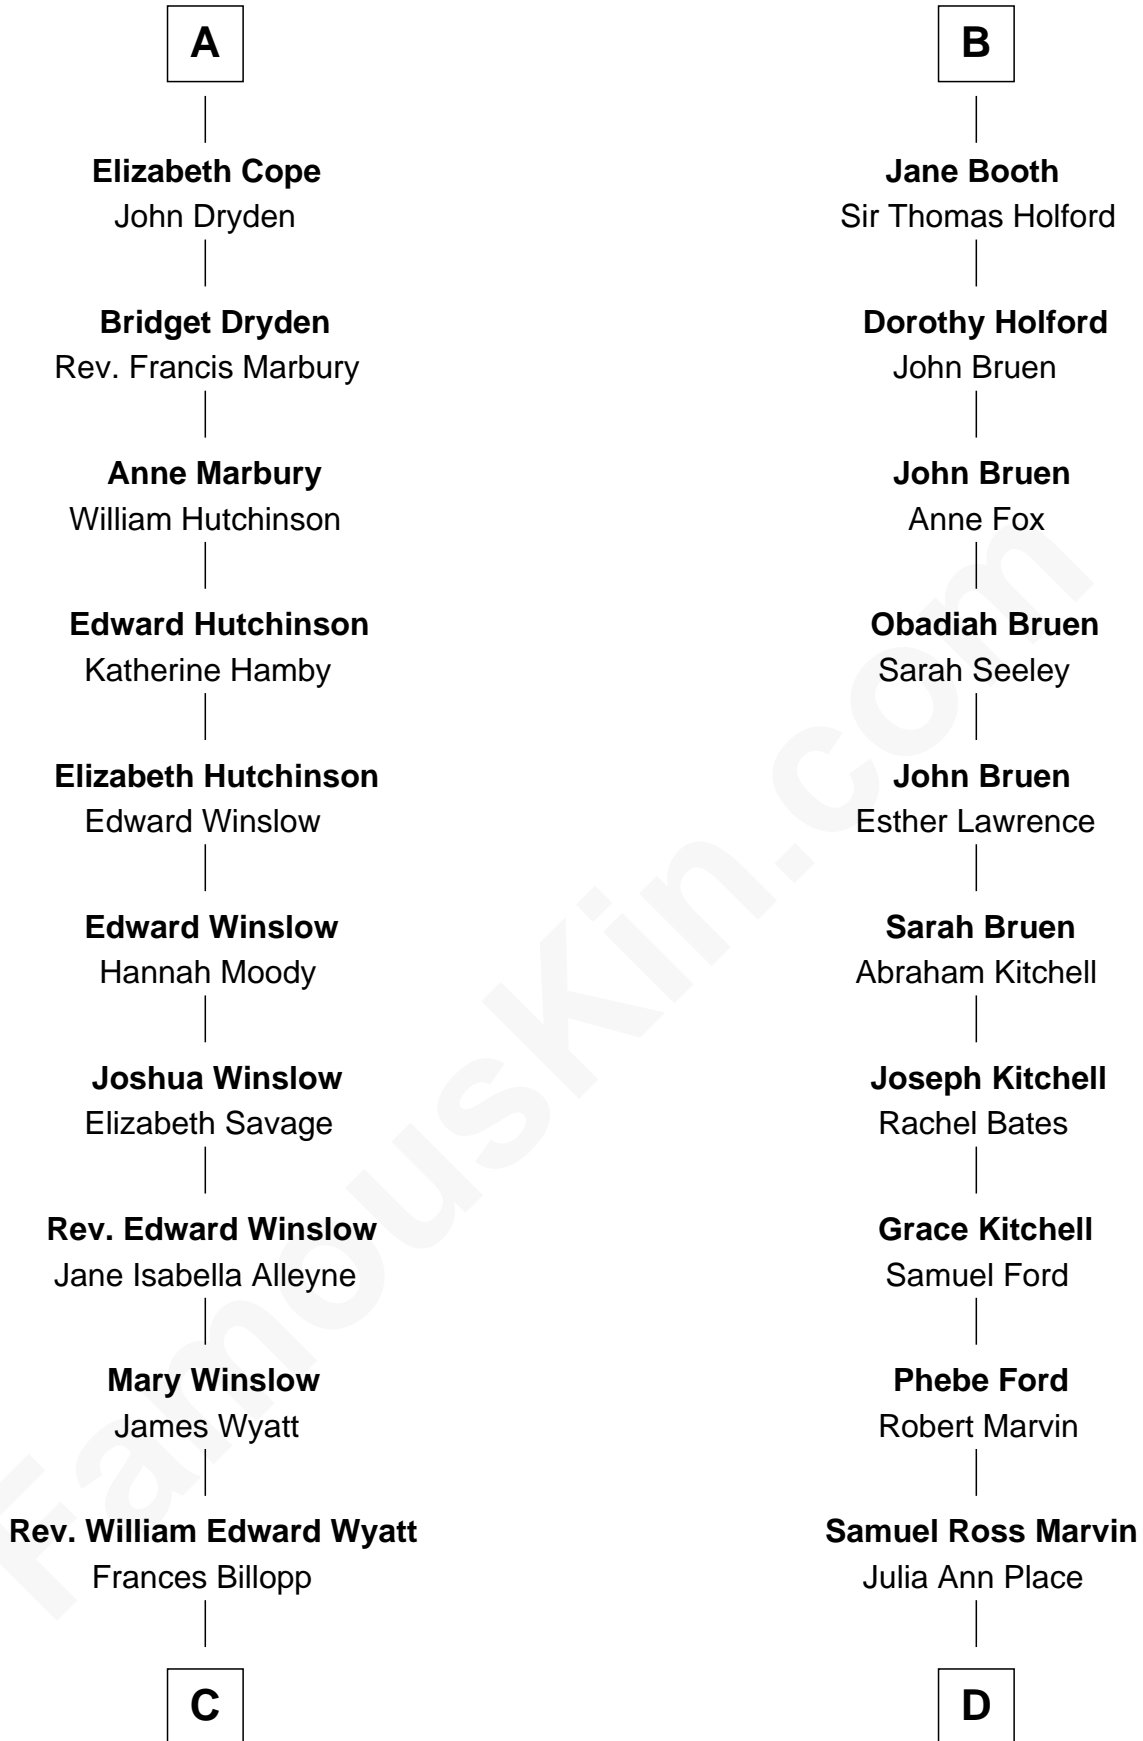 A
Elizabeth Cope
John Dryden
Bridget Dryden
Rev. Francis Marbury
Anne Marbury
William Hutchinson
Edward Hutchinson
Katherine Hamby
Elizabeth Hutchinson
Edward Winslow
Edward Winslow
Hannah Moody
Joshua Winslow
Elizabeth Savage
Rev. Edward Winslow
Jane Isabella Alleyne
Mary Winslow
James Wyatt
Rev. William Edward Wyatt
Frances Billopp
C
B
Jane Booth
Sir Thomas Holford
Dorothy Holford
John Bruen
John Bruen
Anne Fox
Obadiah Bruen
Sarah Seeley
John Bruen
Esther Lawrence
Sarah Bruen
Abraham Kitchell
Joseph Kitchell
Rachel Bates
Grace Kitchell
Samuel Ford
Phebe Ford
Robert Marvin
Samuel Ross Marvin
Julia Ann Place
D
FamousKin.com